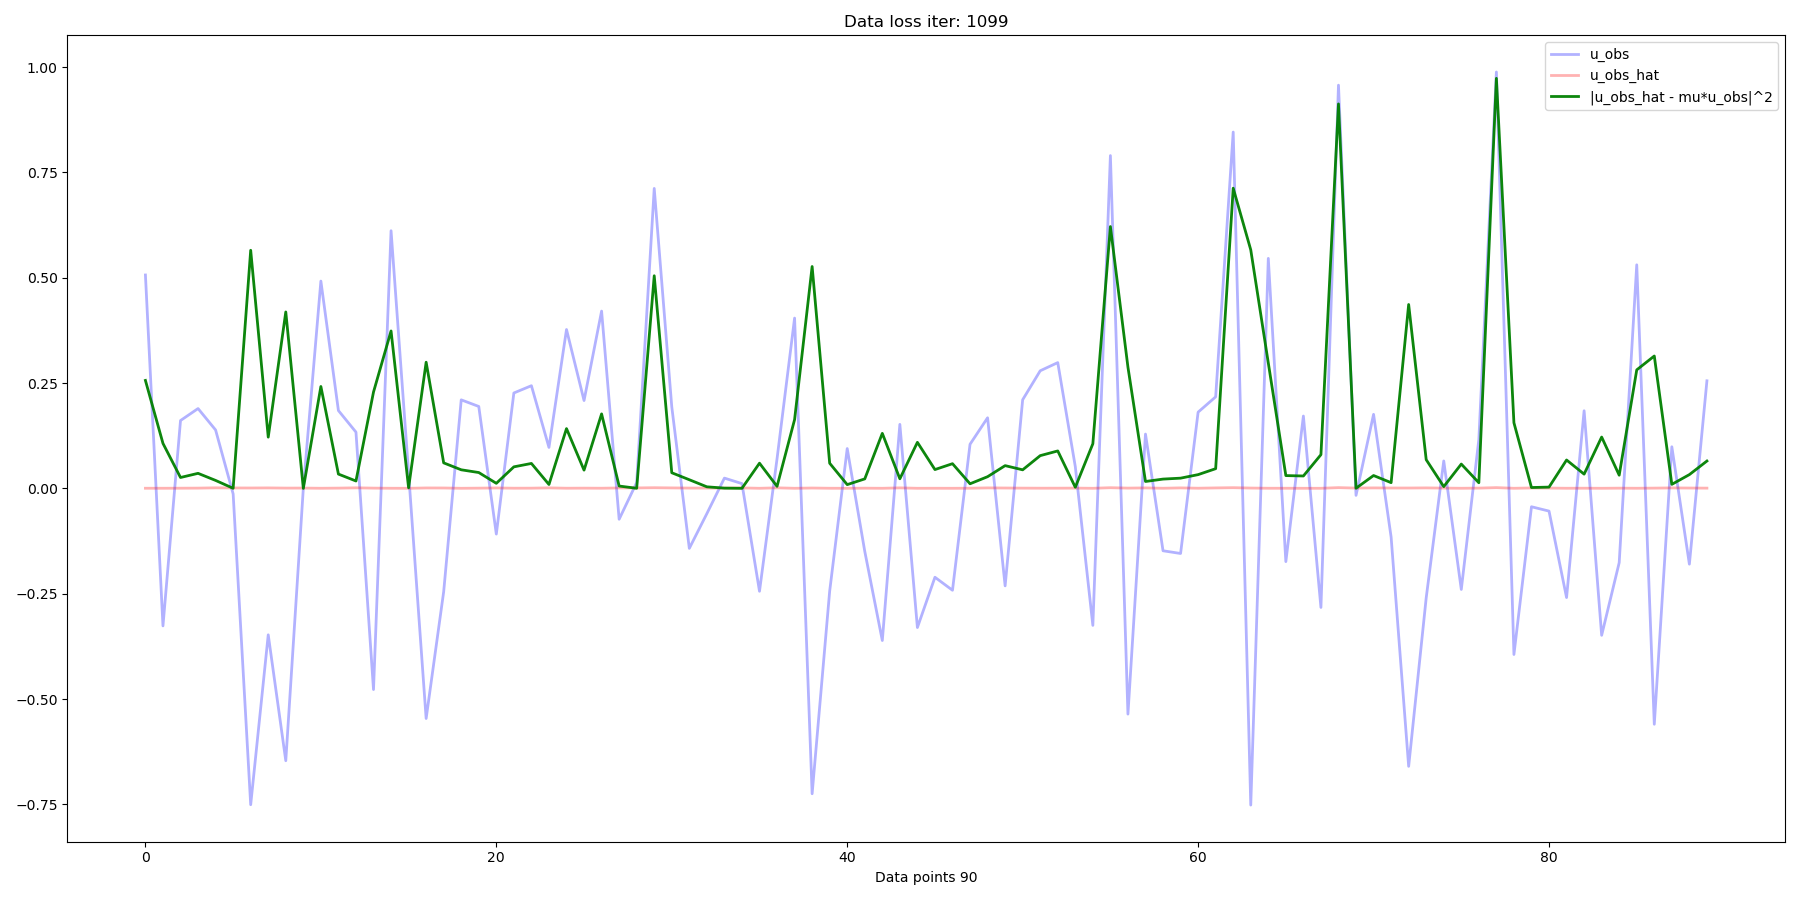 Data loss iter: 1099
u_obs
u_obs_hat
|u_obs_hat - mu*u_obs|^2
1.00
0.75
0.50
0.25
0.00
−0.25
−0.50
−0.75
0 20 40 60 80
Data points 90